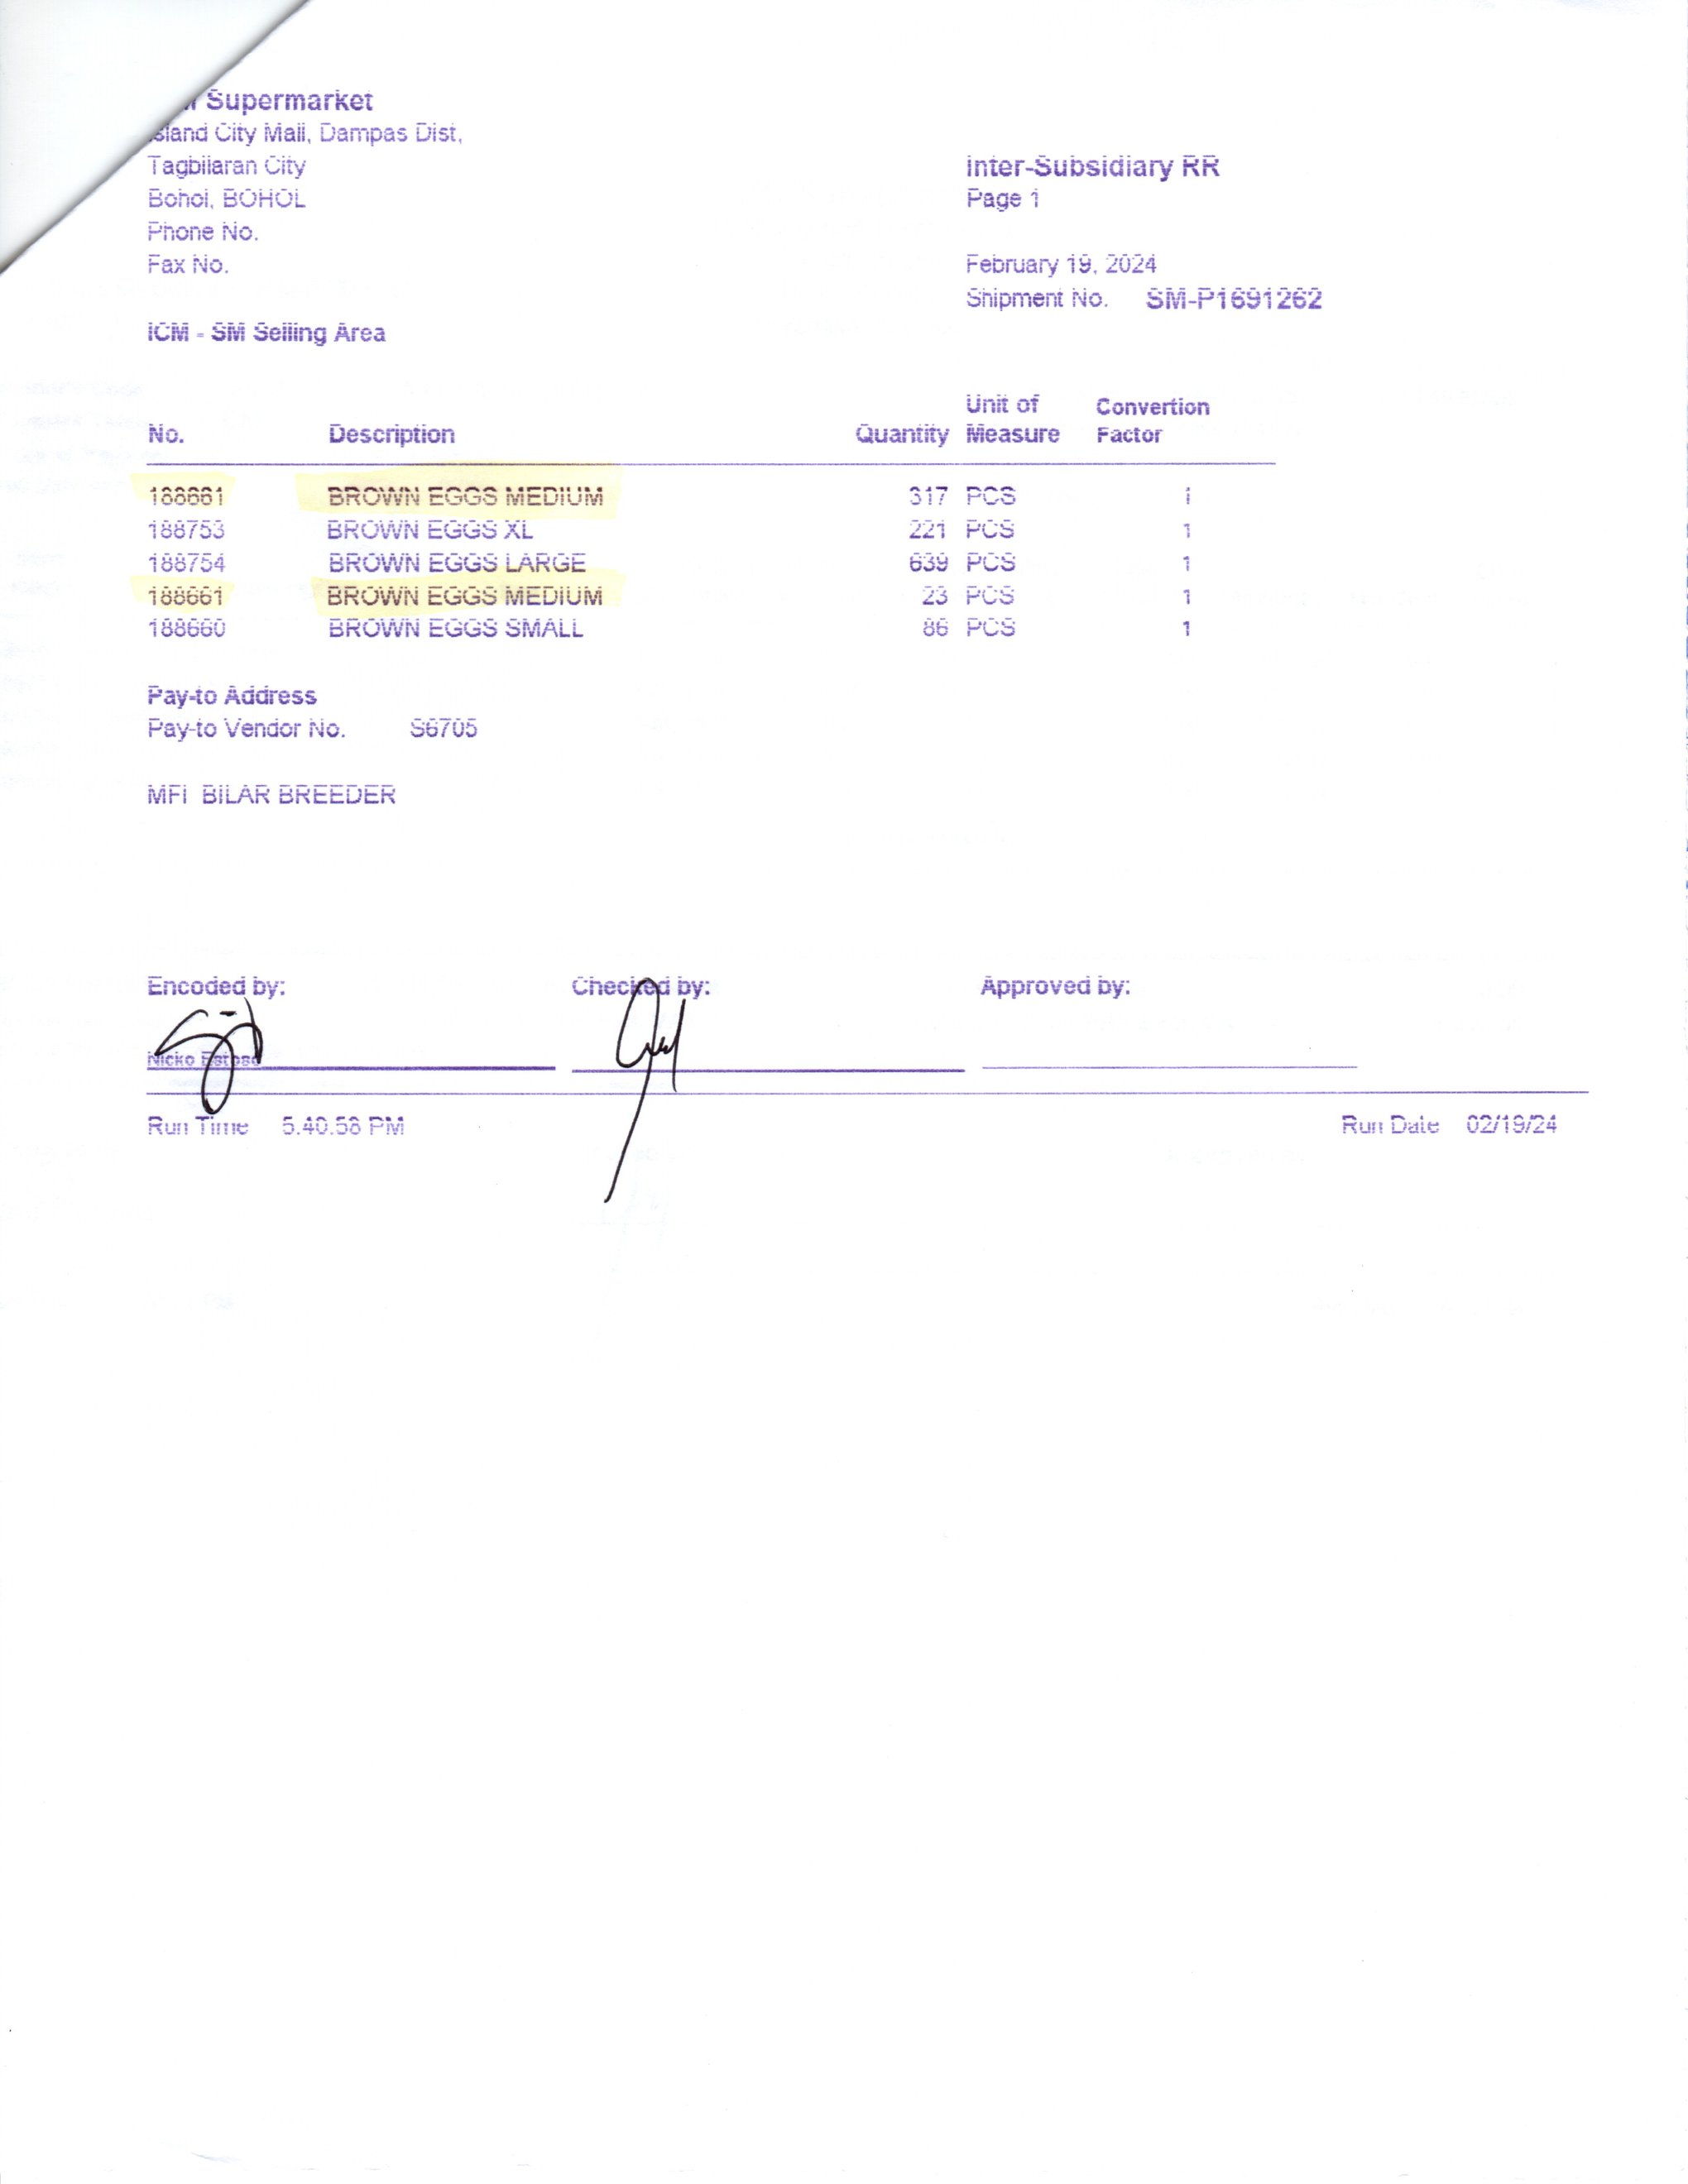 Supermarket
Island City Mall, Dampas Dist,
Tagbilaran City
Bohol, BOHOL
Phone No.
Fax No.
Inter-Subsidiary RR
Page 1
February 19, 2024
Shipment No. SM-P1691262
ICM - SM Selling Area
No. Description Quantity Unit of Measure Convertion Factor
188661 BROWN EGGS MEDIUM 317 PCS 1
188753 BROWN EGGS XL 221 PCS 1
188754 BROWN EGGS LARGE 639 PCS 1
188661 BROWN EGGS MEDIUM 23 PCS 1
188660 BROWN EGGS SMALL 86 PCS 1
Pay-to Address
Pay-to Vendor No. S6705
MFI BILAR BREEDER
Encoded by: Checked by: Approved by:
Nicko
Run Time 5:40:58 PM Run Date 02/19/24